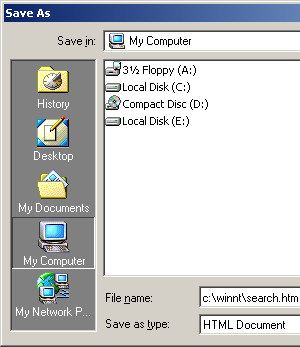 Save As
Save in: My Computer
History
Desktop
My Documents
My Computer
My Network P...
3½ Floppy (A:)
Local Disk (C:)
Compact Disc (D:)
Local Disk (E:)
File name: c:\winnt\search.htm
Save as type: HTML Document